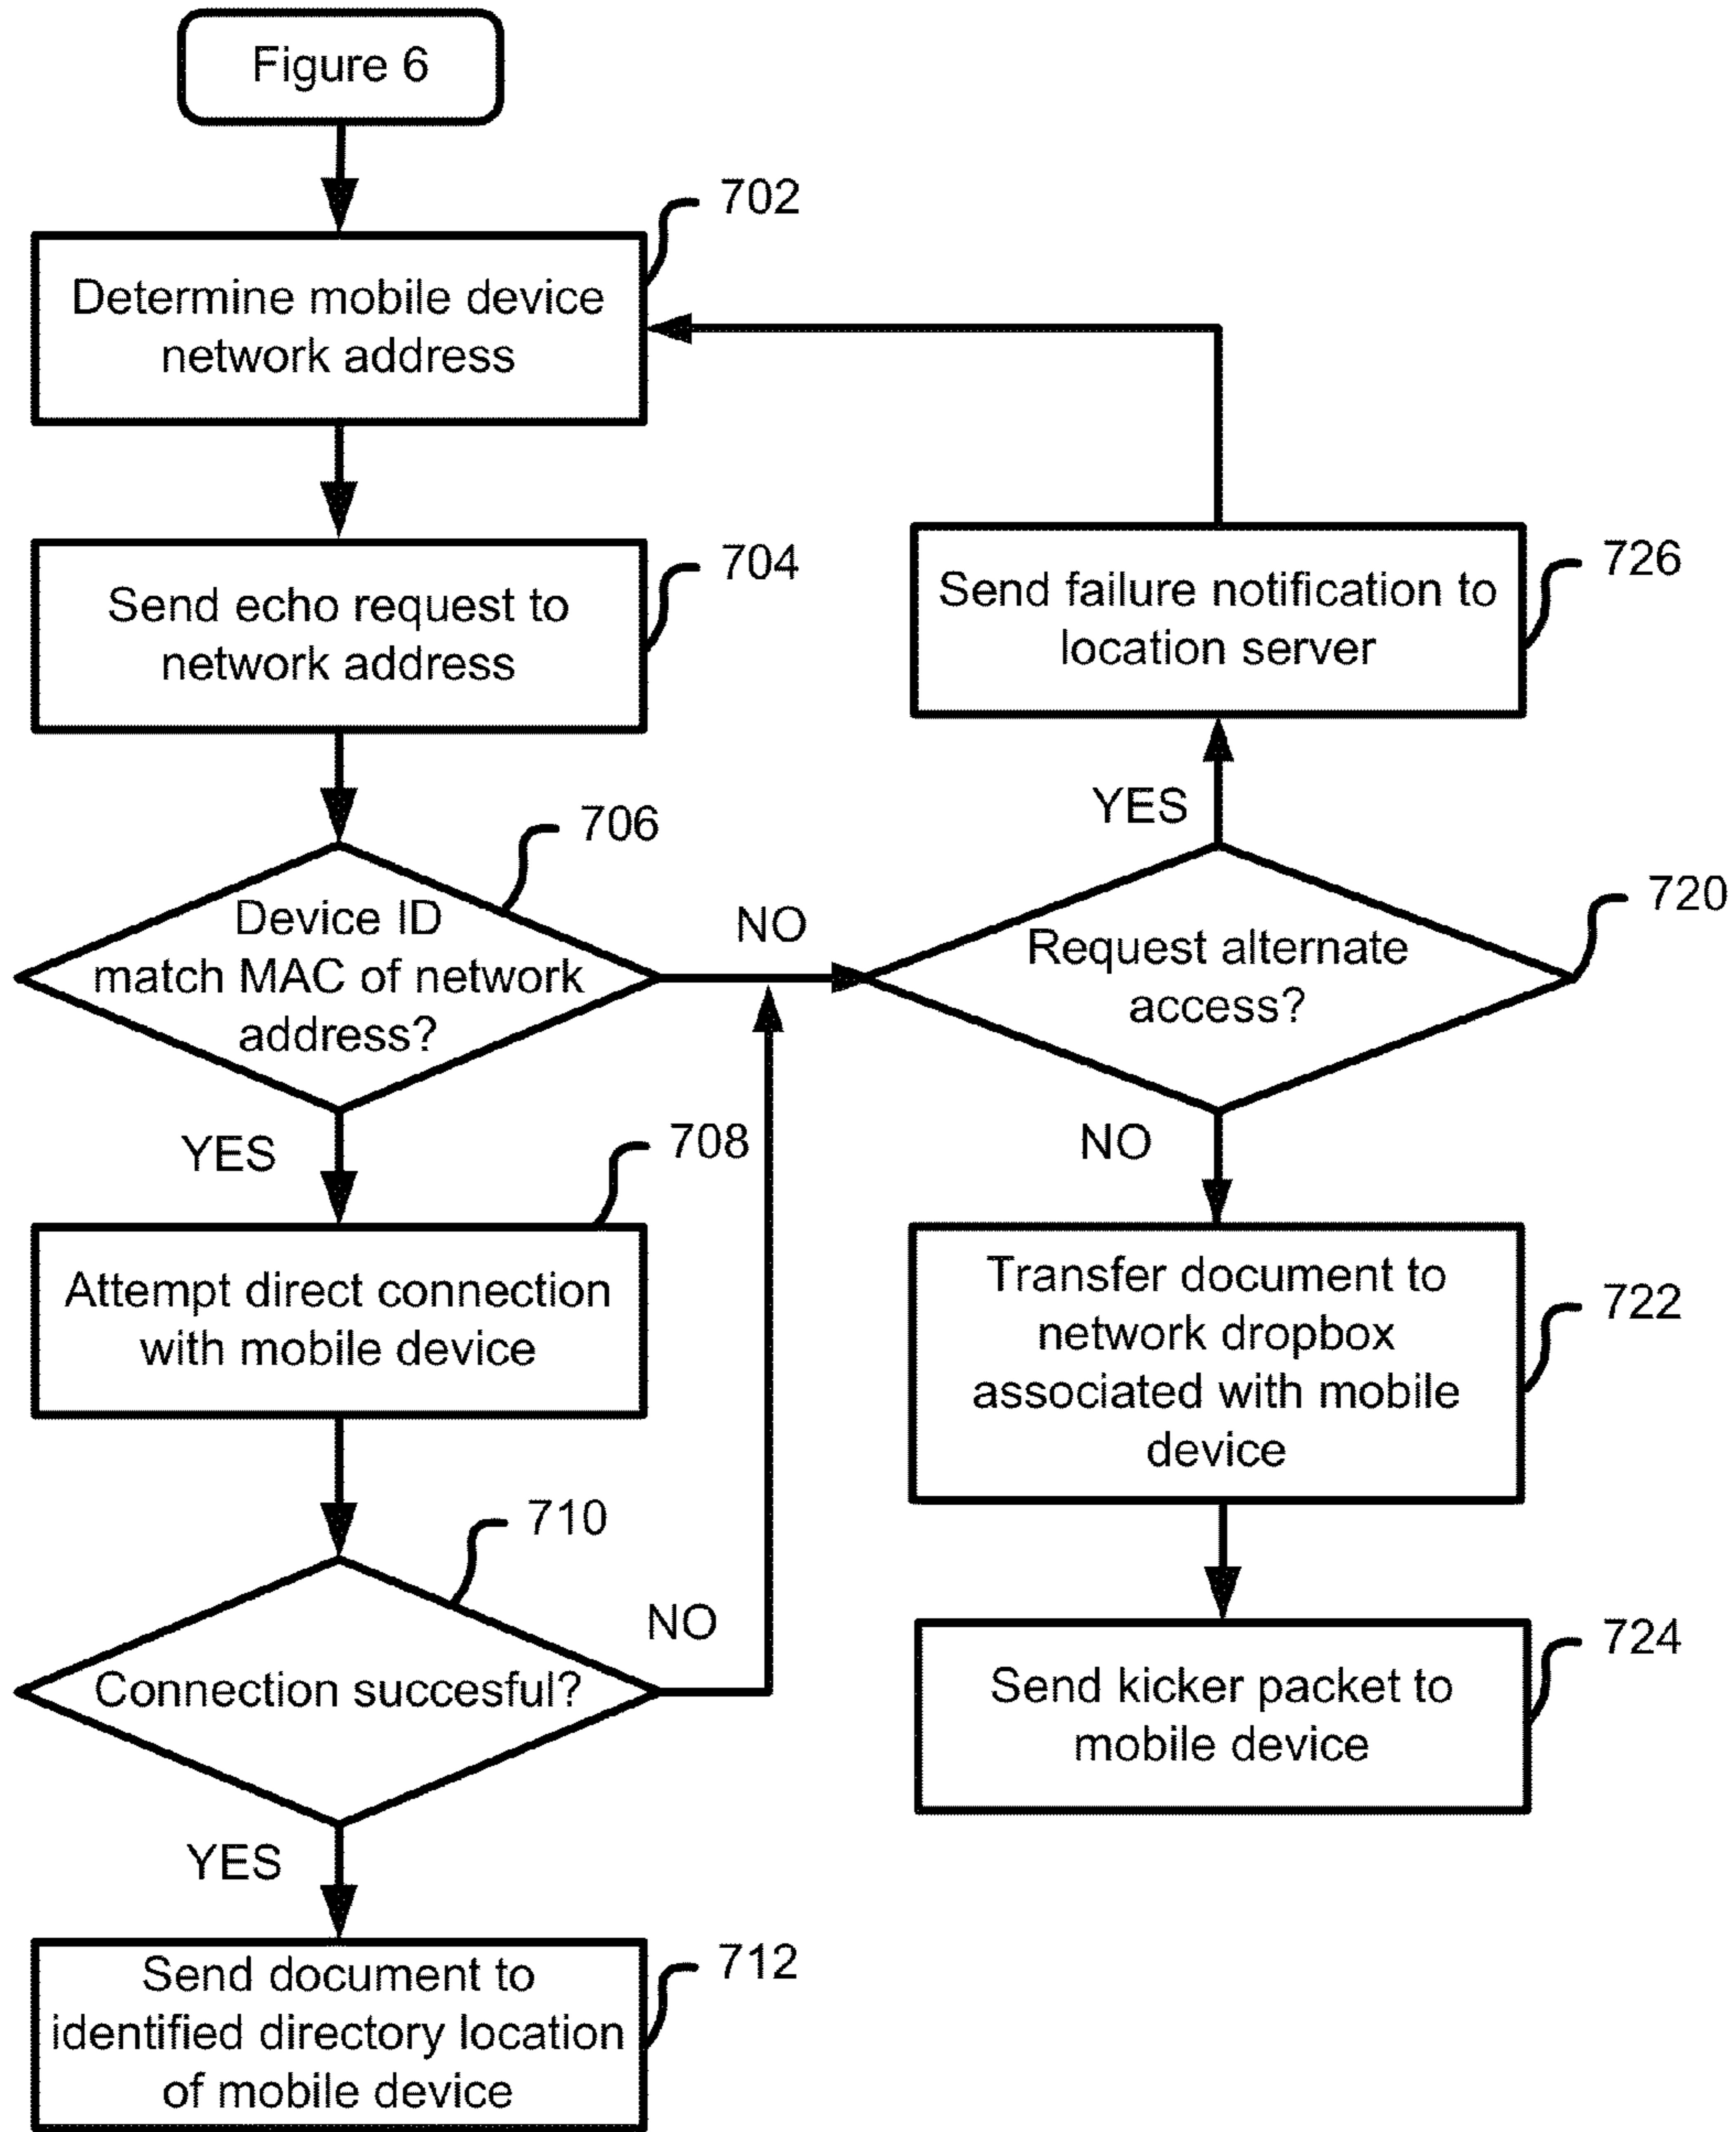 Figure 6
702
Determine mobile device
network address
704
Send echo request to
network address
706
Device ID
match MAC of network
address?
NO
YES
708
Attempt direct connection
with mobile device
710
Connection succesful?
NO
YES
712
Send document to
identified directory location
of mobile device
726
Send failure notification to
location server
YES
720
Request alternate
access?
NO
722
Transfer document to
network dropbox
associated with mobile
device
724
Send kicker packet to
mobile device